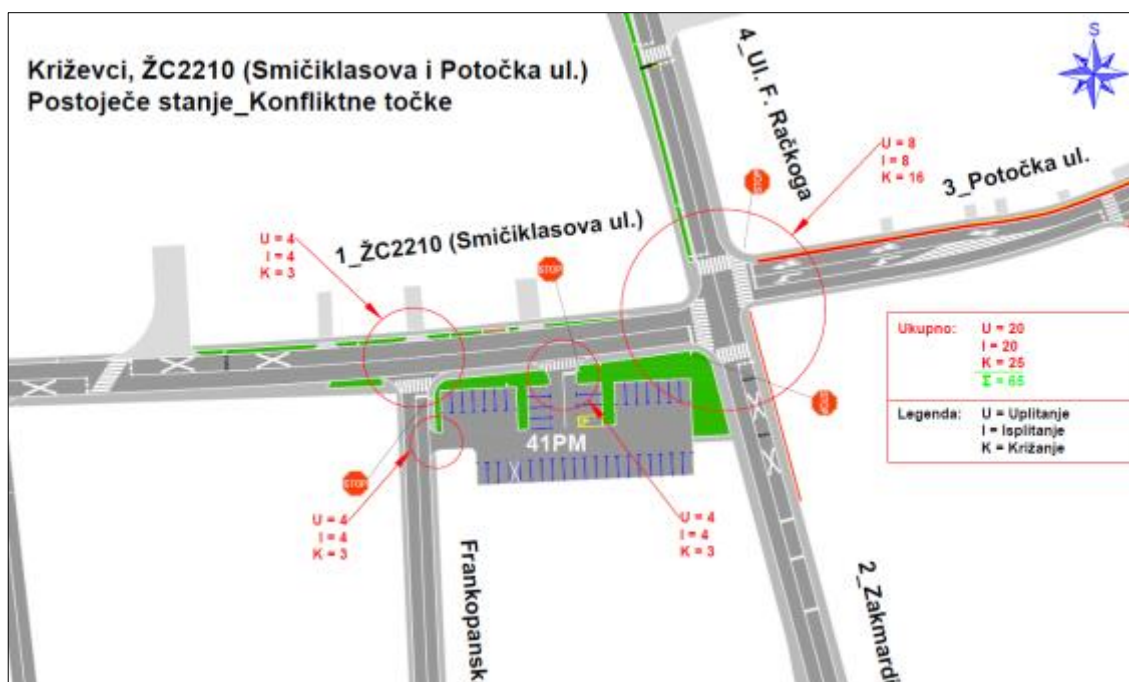 Križevci, ŽC2210 (Smičiklasova i Potočka ul.)
Postoječe stanje_Konfliktne točke
S
4_Ul. F. Račkoga
U = 8
I = 8
K = 16
3_Potočka ul.
STOP
U = 4
I = 4
K = 3
1_ŽC2210 (Smičiklasova ul.)
STOP
Ukupno: U = 20
I = 20
K = 25
Σ = 65
Legenda: U = Uplitanje
I = Isplitanje
K = Križanje
STOP
41PM
STOP
U = 4
I = 4
K = 3
U = 4
I = 4
K = 3
Frankopansk
2_Zakmardi